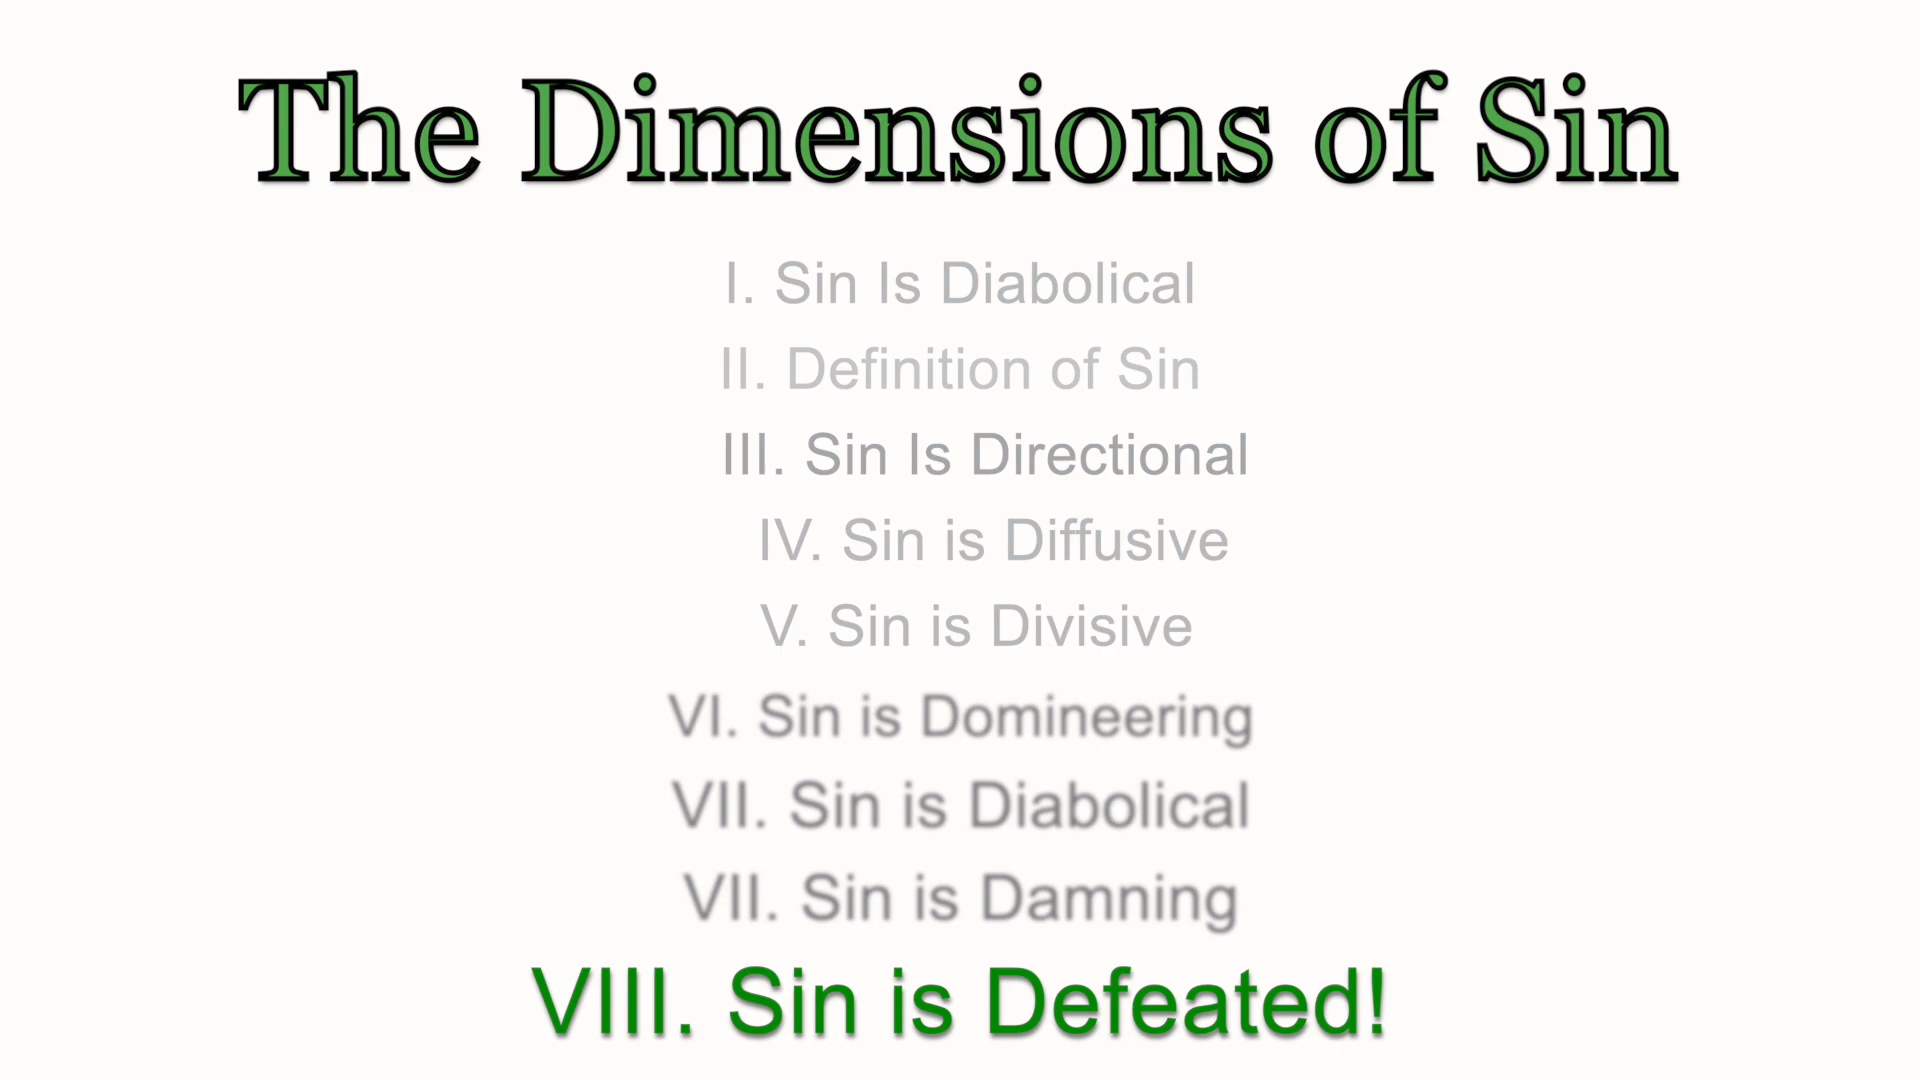 The Dimensions of Sin
I. Sin Is Diabolical
II. Definition of Sin
III. Sin Is Directional
IV. Sin is Diffusive
V. Sin is Divisive
VI. Sin is Domineering
VII. Sin is Diabolical
VII. Sin is Damning
VIII. Sin is Defeated!